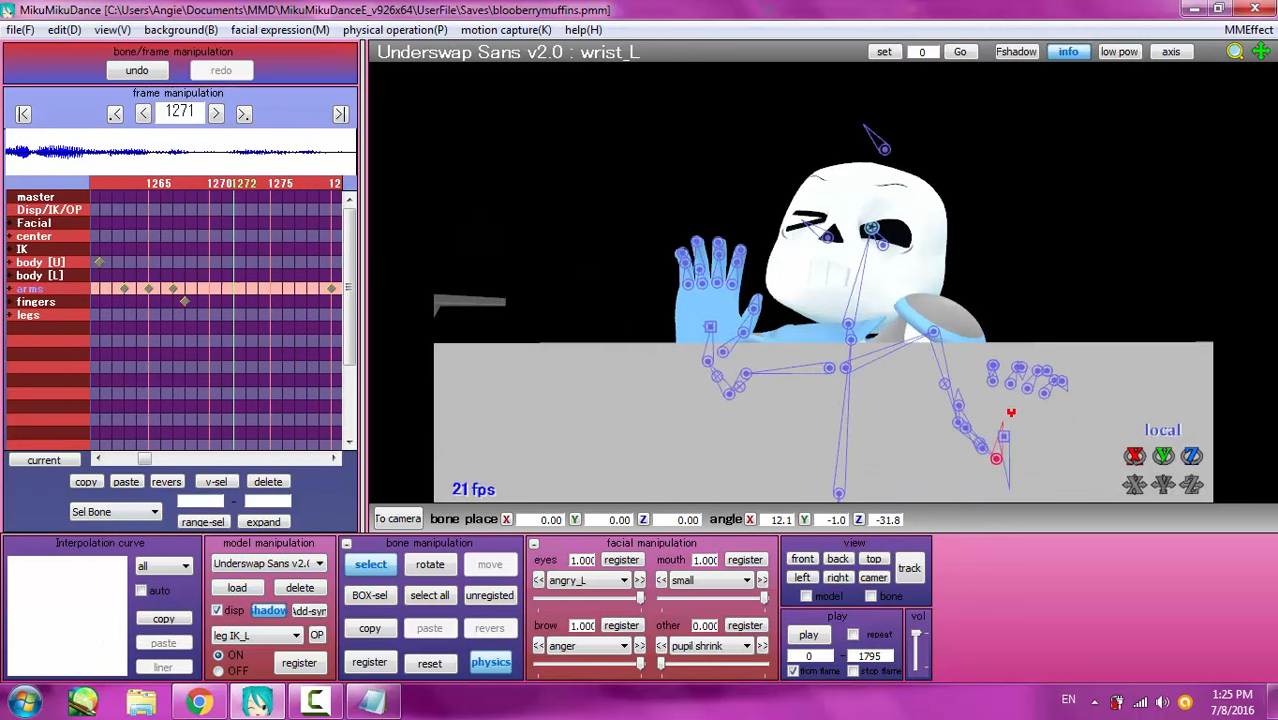 MikuMikuDance [C:\Users\Angie\Documents\MMD\MikuMikuDanceE_v926x64\UserFile\Saves\blooberrymuffins.pmm]
file(F) edit(D) view(V) background(B) facial expression(M) physical operation(P) motion capture(K) help(H) MMEffect
bone/frame manipulation
undo redo
frame manipulation
1271
1265 1270 1272 1275 12
master
Disp/IK/OP
Facial
center
IK
body [U]
body [L]
arms
fingers
legs
current
copy paste revers v-sel delete
Sel Bone -
range-sel expand
Underswap Sans v2.0 : wrist_L
set 0 Go Fshadow info low pow axis
local
X Y Z
21 fps
To camera bone place X 0.00 Y 0.00 Z 0.00 angle X 12.1 Y -1.0 Z -31.8
Interpolation curve
all
auto
copy
paste
liner
model manipulation
Underswap Sans v2.(
load delete
disp shadow Add-syn
leg IK_L OP
ON
OFF
register
bone manipulation
select rotate move
BOX-sel select all unregisted
copy paste revers
register reset physics
facial manipulation
eyes 1.000 register mouth 1.000 register
<< angry_L >> << small >>
brow 1.000 register other 0.000 register
<< anger >> << pupil shrink >>
view
front back top
left right camer
track
model bone
play
play repeat
0 - 1795
from flame stop flame
vol
EN 1:25 PM
7/8/2016